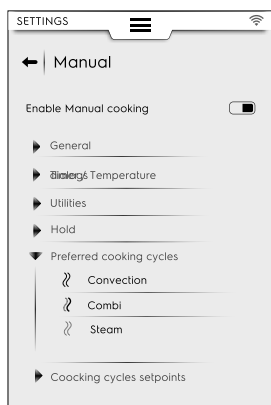 SETTINGS
Manual
Enable Manual cooking
General
Temperature
Utilities
Hold
Preferred cooking cycles
Convection
Combi
Steam
Coocking cycles setpoints